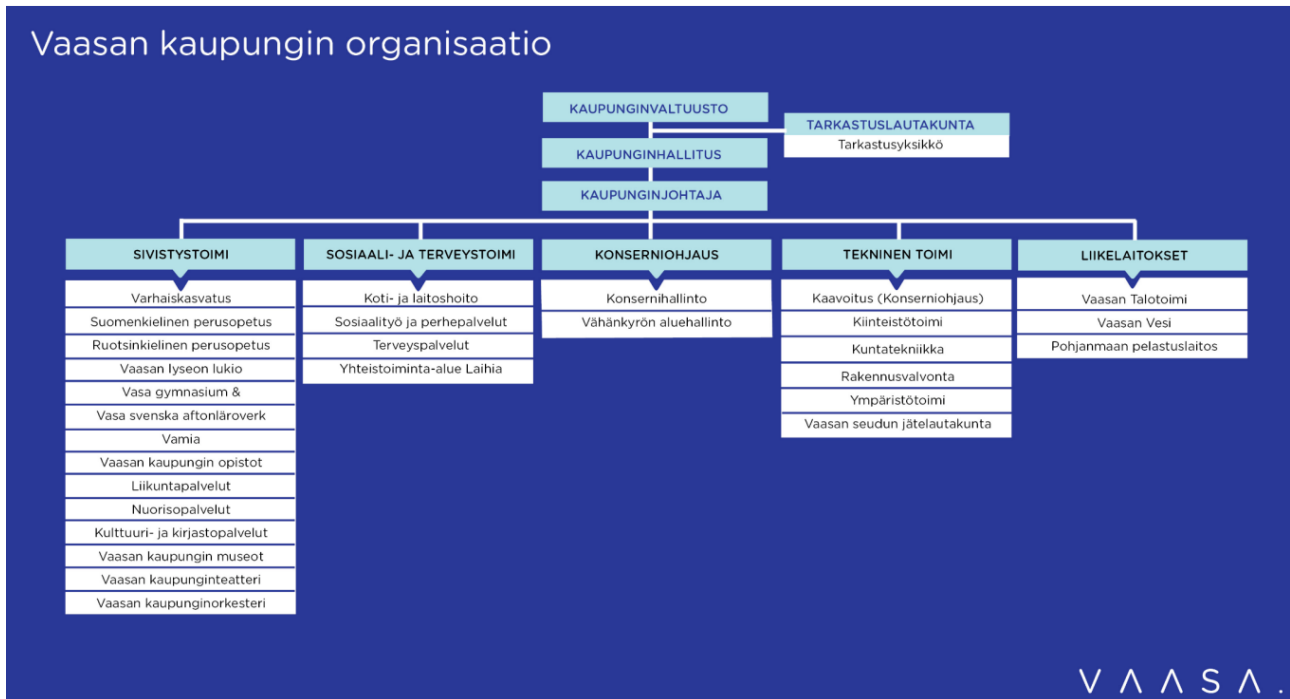 Vaasan kaupungin organisaatio
KAUPUNGINVALTUUSTO
TARKASTUSLAUTAKUNTA
Tarkastusyksikkö
KAUPUNGINHALLITUS
KAUPUNGINJOHTAJA
SIVISTYSTOIMI
Varhaiskasvatus
Suomenkielinen perusopetus
Ruotsinkielinen perusopetus
Vaasan lyseon lukio
Vasa gymnasium &
Vasa svenska aftonläroverk
Vamia
Vaasan kaupungin opistot
Liikuntapalvelut
Nuorisopalvelut
Kulttuuri- ja kirjastopalvelut
Vaasan kaupungin museot
Vaasan kaupunginteatteri
Vaasan kaupunginorkesteri
SOSIAALI- JA TERVEYSTOIMI
Koti- ja laitoshoito
Sosiaalityö ja perhepalvelut
Terveyspalvelut
Yhteistoiminta-alue Laihia
KONSERNIOHJAUS
Konsernihallinto
Vähänkyrön aluehallinto
TEKNINEN TOIMI
Kaavoitus (Konserniohjaus)
Kiinteistötoimi
Kuntatekniikka
Rakennusvalvonta
Ympäristötoimi
Vaasan seudun jätelautakunta
LIIKELAITOKSET
Vaasan Talotoimi
Vaasan Vesi
Pohjanmaan pelastuslaitos
VAASA.